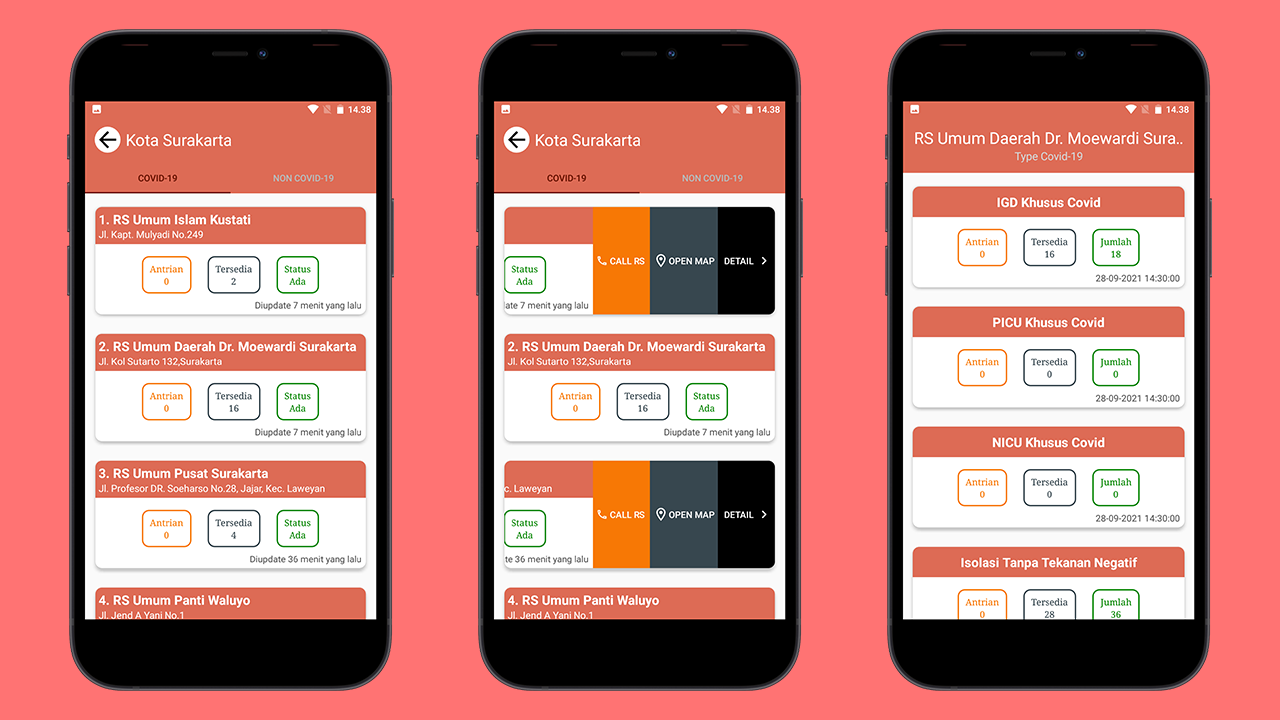 14.38
Kota Surakarta
COVID-19 NON COVID-19
1. RS Umum Islam Kustati
Jl. Kapt. Mulyadi No.249
Antrian Tersedia Status
0 2 Ada
Diupdate 7 menit yang lalu
2. RS Umum Daerah Dr. Moewardi Surakarta
Jl. Kol Sutarto 132,Surakarta
Antrian Tersedia Status
0 16 Ada
Diupdate 7 menit yang lalu
3. RS Umum Pusat Surakarta
Jl. Profesor DR. Soeharso No.28, Jajar, Kec. Laweyan
Antrian Tersedia Status
0 4 Ada
Diupdate 36 menit yang lalu
4. RS Umum Panti Waluyo
Jl. Jend A Yani No.1
14.38
Kota Surakarta
COVID-19 NON COVID-19
Status
Ada
ate 7 menit yang lalu
CALL RS OPEN MAP DETAIL
2. RS Umum Daerah Dr. Moewardi Surakarta
Jl. Kol Sutarto 132,Surakarta
Antrian Tersedia Status
0 16 Ada
Diupdate 7 menit yang lalu
c. Laweyan
Status
Ada
te 36 menit yang lalu
CALL RS OPEN MAP DETAIL
4. RS Umum Panti Waluyo
Jl. Jend A Yani No.1
14.38
RS Umum Daerah Dr. Moewardi Sura..
Type Covid-19
IGD Khusus Covid
Antrian Tersedia Jumlah
0 16 18
28-09-2021 14:30:00
PICU Khusus Covid
Antrian Tersedia Jumlah
0 0 0
28-09-2021 14:30:00
NICU Khusus Covid
Antrian Tersedia Jumlah
0 0 0
28-09-2021 14:30:00
Isolasi Tanpa Tekanan Negatif
Antrian Tersedia Jumlah
0 28 36